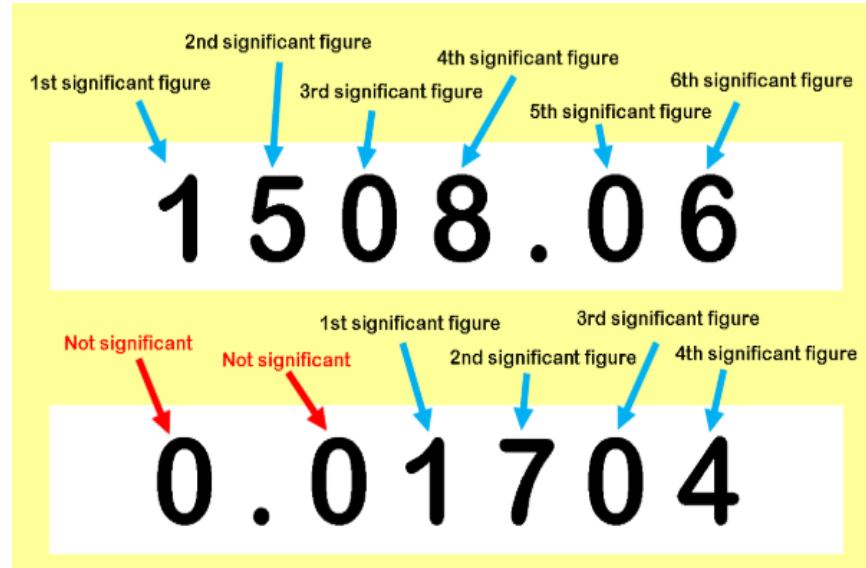 2nd significant figure
4th significant figure
1st significant figure
3rd significant figure
6th significant figure
5th significant figure
1508.06
1st significant figure
3rd significant figure
Not significant
Not significant
2nd significant figure
4th significant figure
0.01704